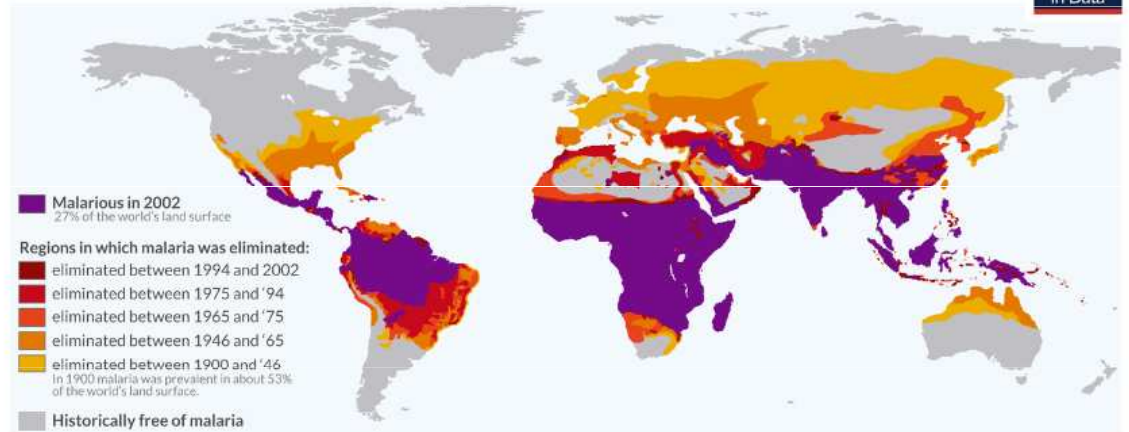 in Data
Malarious in 2002
27% of the world's land surface
Regions in which malaria was eliminated:
eliminated between 1994 and 2002
eliminated between 1975 and '94
eliminated between 1965 and '75
eliminated between 1946 and '65
eliminated between 1900 and '46
In 1900 malaria was prevalent in about 53%
of the world's land surface.
Historically free of malaria